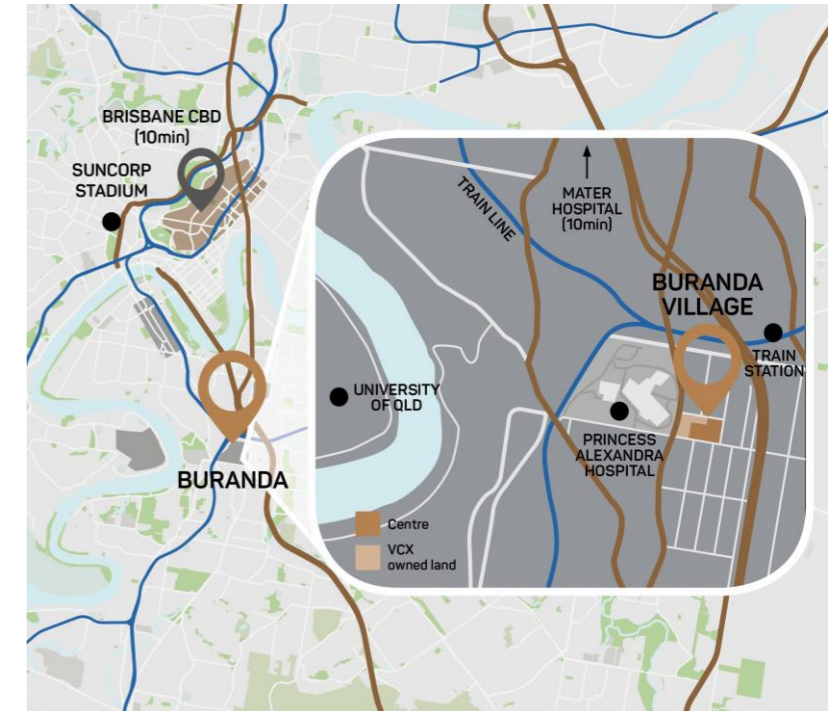 BRISBANE CBD
(10min)
SUNCORP
STADIUM
BURANDA
TRAIN LINE
MATER
HOSPITAL
(10min)
BURANDA
VILLAGE
TRAIN
STATION
UNIVERSITY
OF QLD
PRINCESS
ALEXANDRA
HOSPITAL
Centre
VCX
owned land